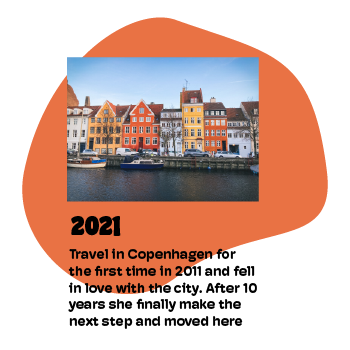 2021
Travel in Copenhagen for
the first time in 2011 and fell
in love with the city. After 10
years she finally make the
next step and moved here